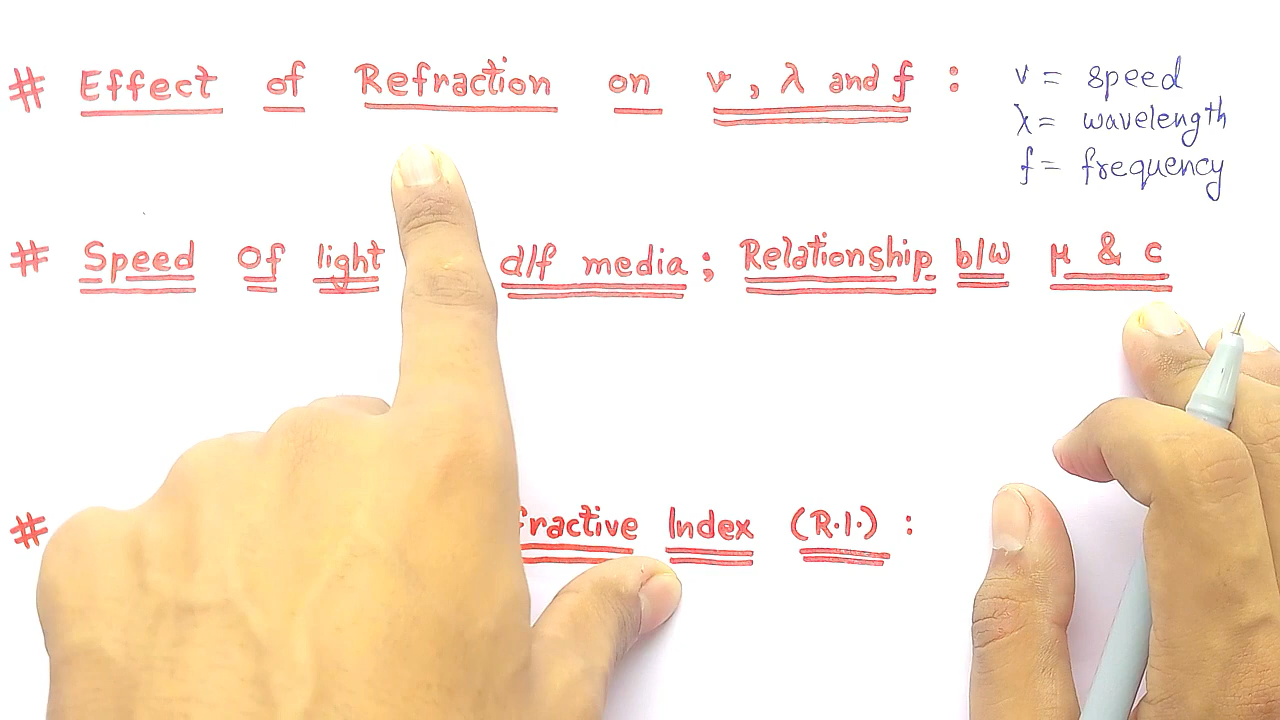 # Effect of Refraction on v, λ and f :
v = speed
λ = wavelength
f = frequency
# Speed Of light d/f media ; Relationship b/w μ & c
# fractive Index (R.I.) :